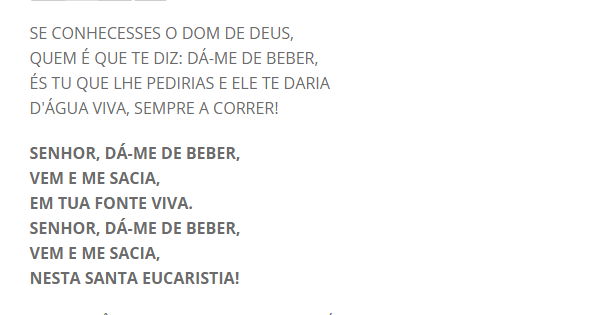 SE CONHECESSES O DOM DE DEUS,
QUEM É QUE TE DIZ: DÁ-ME DE BEBER,
ÉS TU QUE LHE PEDIRIAS E ELE TE DARIA
D'ÁGUA VIVA, SEMPRE A CORRER!
SENHOR, DÁ-ME DE BEBER,
VEM E ME SACIA,
EM TUA FONTE VIVA.
SENHOR, DÁ-ME DE BEBER,
VEM E ME SACIA,
NESTA SANTA EUCARISTIA!